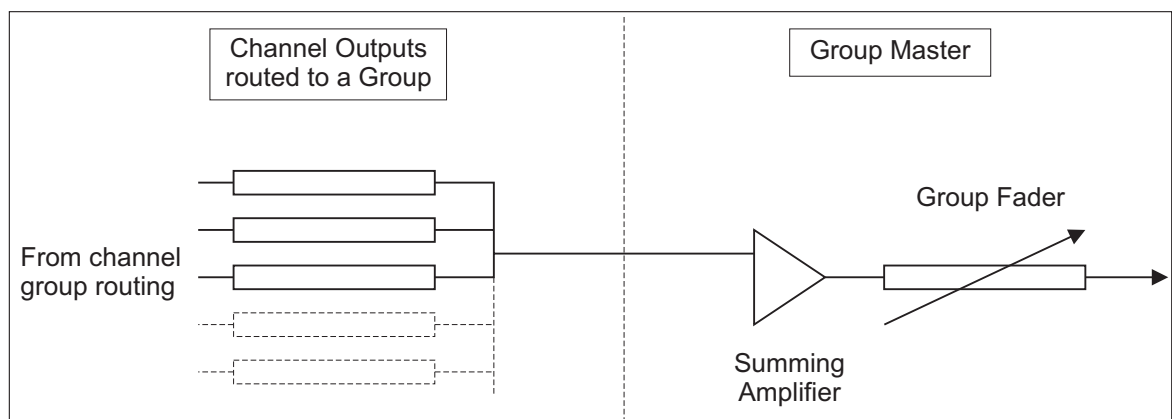 Channel Outputs
routed to a Group
Group Master
From channel
group routing
Group Fader
Summing
Amplifier